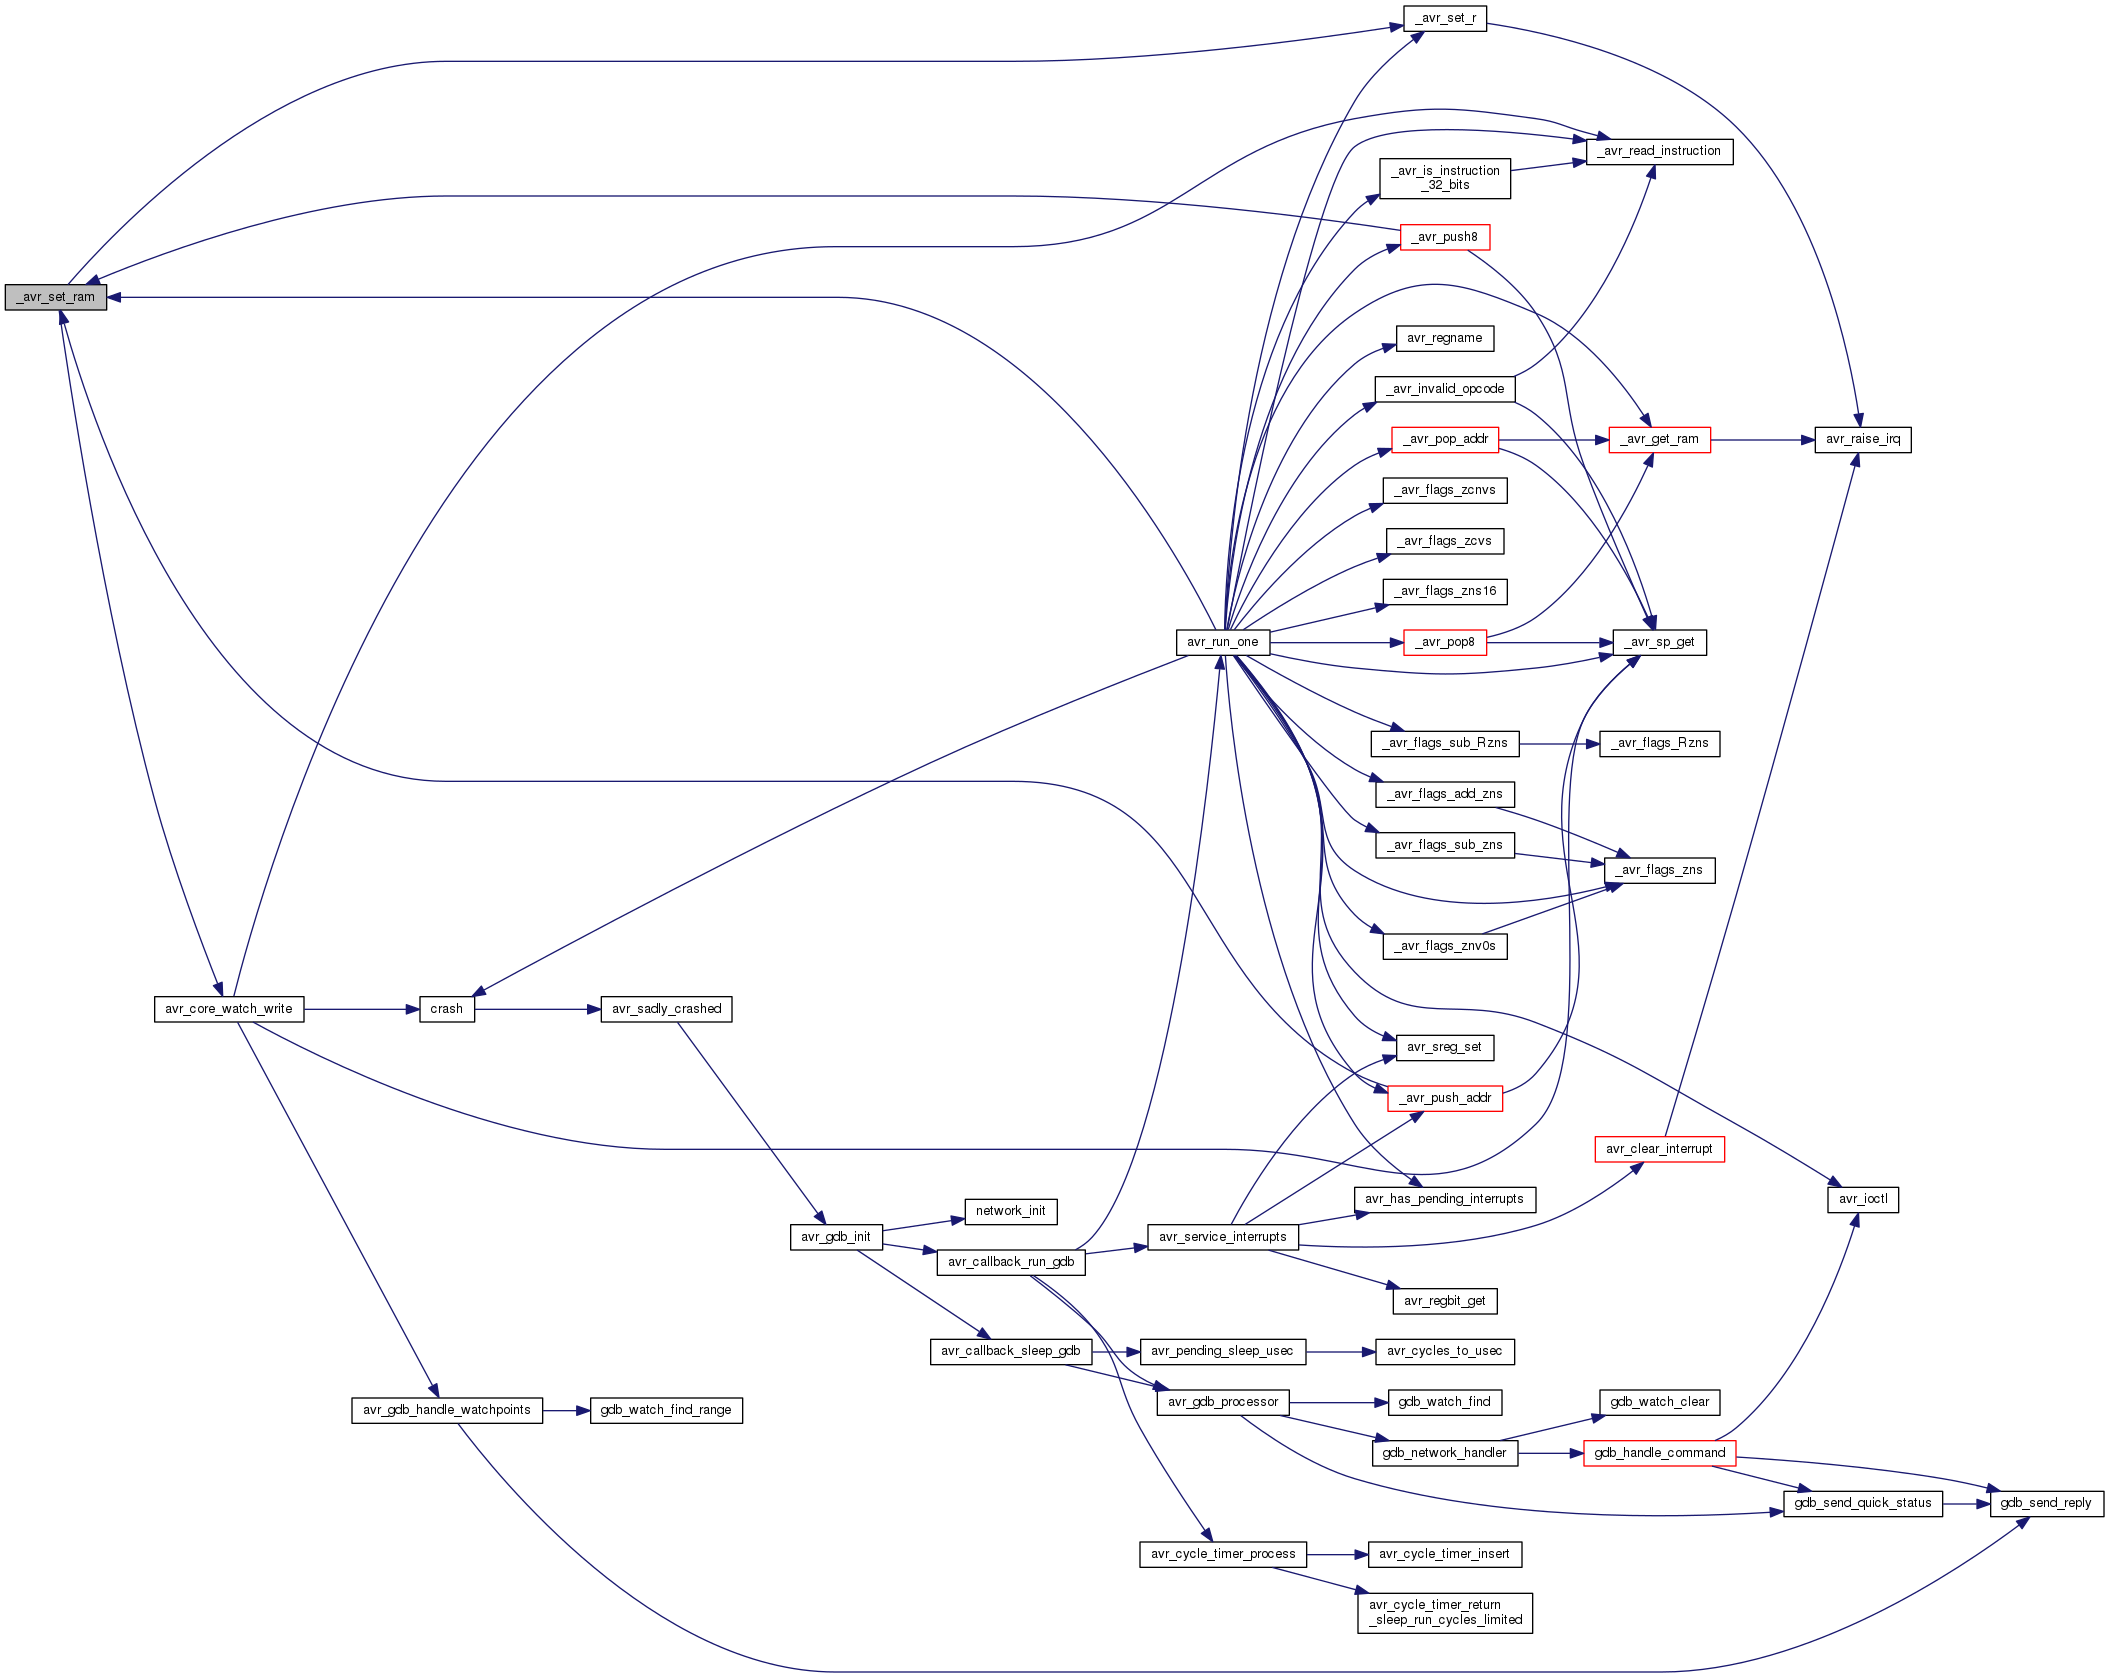 _avr_set_r
_avr_read_instruction
_avr_is_instruction
_32_bits
_avr_push8
_avr_set_ram
avr_regname
_avr_invalid_opcode
_avr_pop_addr
_avr_get_ram
avr_raise_irq
_avr_flags_zcnvs
_avr_flags_zcvs
_avr_flags_zns16
avr_run_one
_avr_pop8
_avr_sp_get
_avr_flags_sub_Rzns
_avr_flags_Rzns
_avr_flags_add_zns
_avr_flags_sub_zns
_avr_flags_zns
_avr_flags_znv0s
avr_core_watch_write
crash
avr_sadly_crashed
avr_sreg_set
_avr_push_addr
avr_clear_interrupt
avr_has_pending_interrupts
avr_ioctl
network_init
avr_gdb_init
avr_service_interrupts
avr_callback_run_gdb
avr_regbit_get
avr_callback_sleep_gdb
avr_pending_sleep_usec
avr_cycles_to_usec
avr_gdb_handle_watchpoints
gdb_watch_find_range
avr_gdb_processor
gdb_watch_find
gdb_watch_clear
gdb_network_handler
gdb_handle_command
gdb_send_quick_status
gdb_send_reply
avr_cycle_timer_process
avr_cycle_timer_insert
avr_cycle_timer_return
_sleep_run_cycles_limited